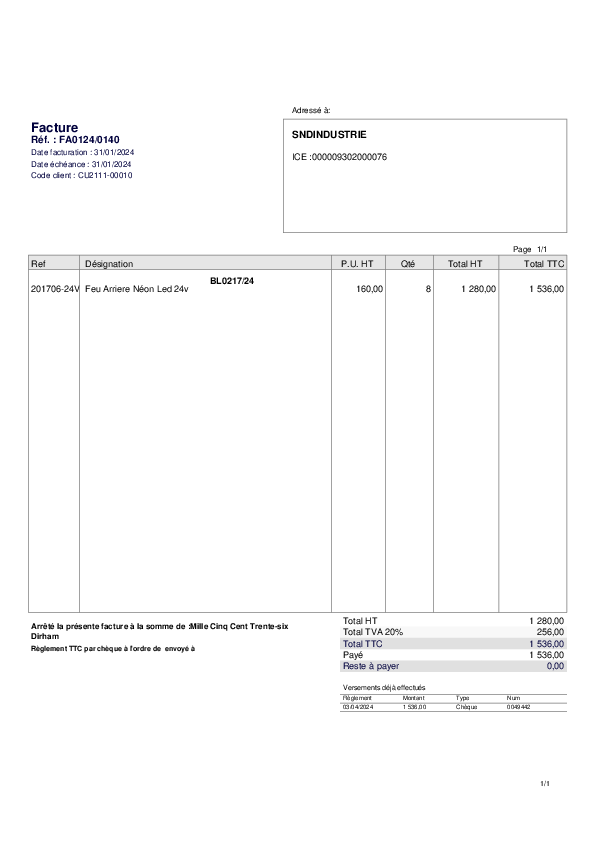 Adressé à:
Facture
Réf. : FA0124/0140
Date facturation : 31/01/2024
Date échéance : 31/01/2024
Code client : CU2111-00010
SNDINDUSTRIE
ICE :000009302000076
Page 1/1
Ref Désignation P.U. HT Qté Total HT Total TTC
BL0217/24
201706-24V Feu Arriere Néon Led 24v 160,00 8 1 280,00 1 536,00
Arrêté la présente facture à la somme de :Mille Cinq Cent Trente-six
Dirham
Règlement TTC par chèque à l'ordre de envoyé à
Total HT 1 280,00
Total TVA 20% 256,00
Total TTC 1 536,00
Payé 1 536,00
Reste à payer 0,00
Versements déjà effectués
Règlement Montant Type Num
03/04/2024 1 536,00 Chèque 0049442
1/1